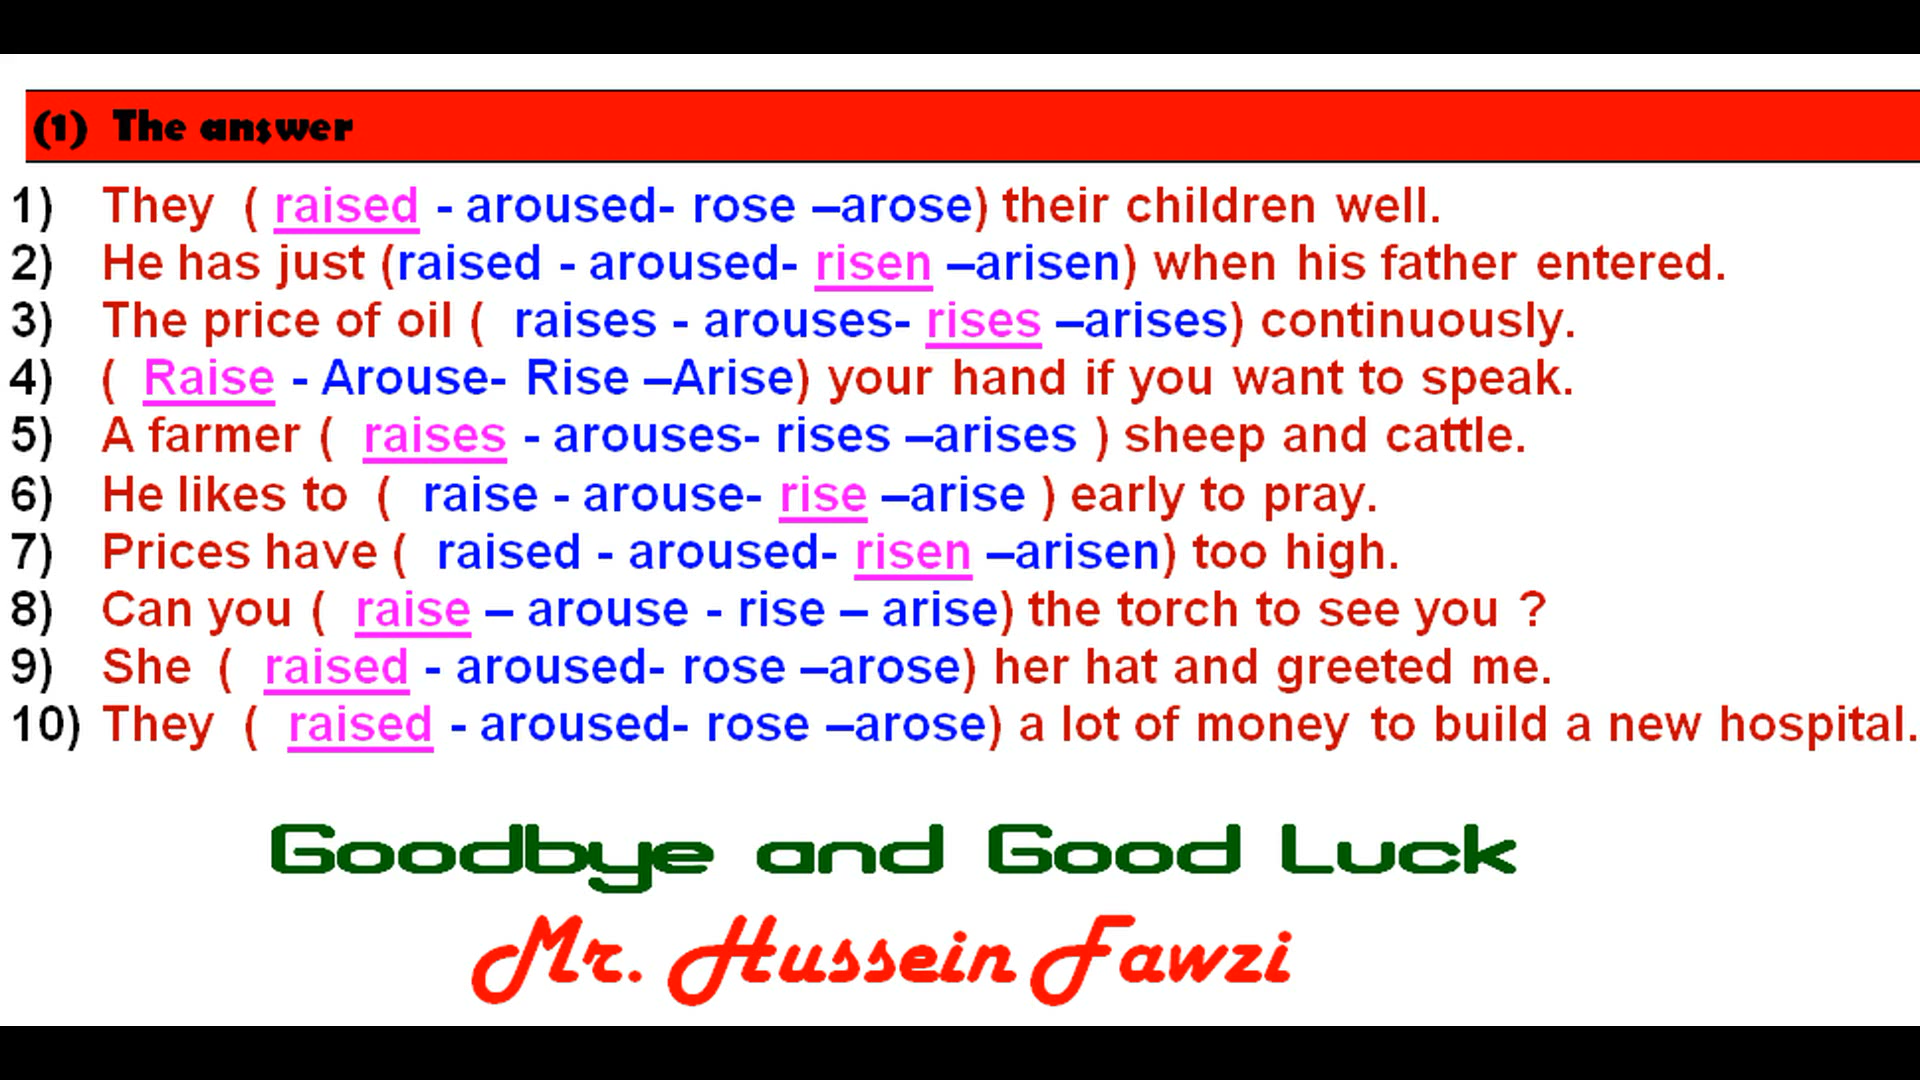 (1) The answer
1) They ( raised - aroused- rose –arose) their children well.
2) He has just (raised - aroused- risen –arisen) when his father entered.
3) The price of oil ( raises - arouses- rises –arises) continuously.
4) ( Raise - Arouse- Rise –Arise) your hand if you want to speak.
5) A farmer ( raises - arouses- rises –arises ) sheep and cattle.
6) He likes to ( raise - arouse- rise –arise ) early to pray.
7) Prices have ( raised - aroused- risen –arisen) too high.
8) Can you ( raise – arouse - rise – arise) the torch to see you ?
9) She ( raised - aroused- rose –arose) her hat and greeted me.
10) They ( raised - aroused- rose –arose) a lot of money to build a new hospital.
Goodbye and Good Luck
Mr. Hussein Fawzi